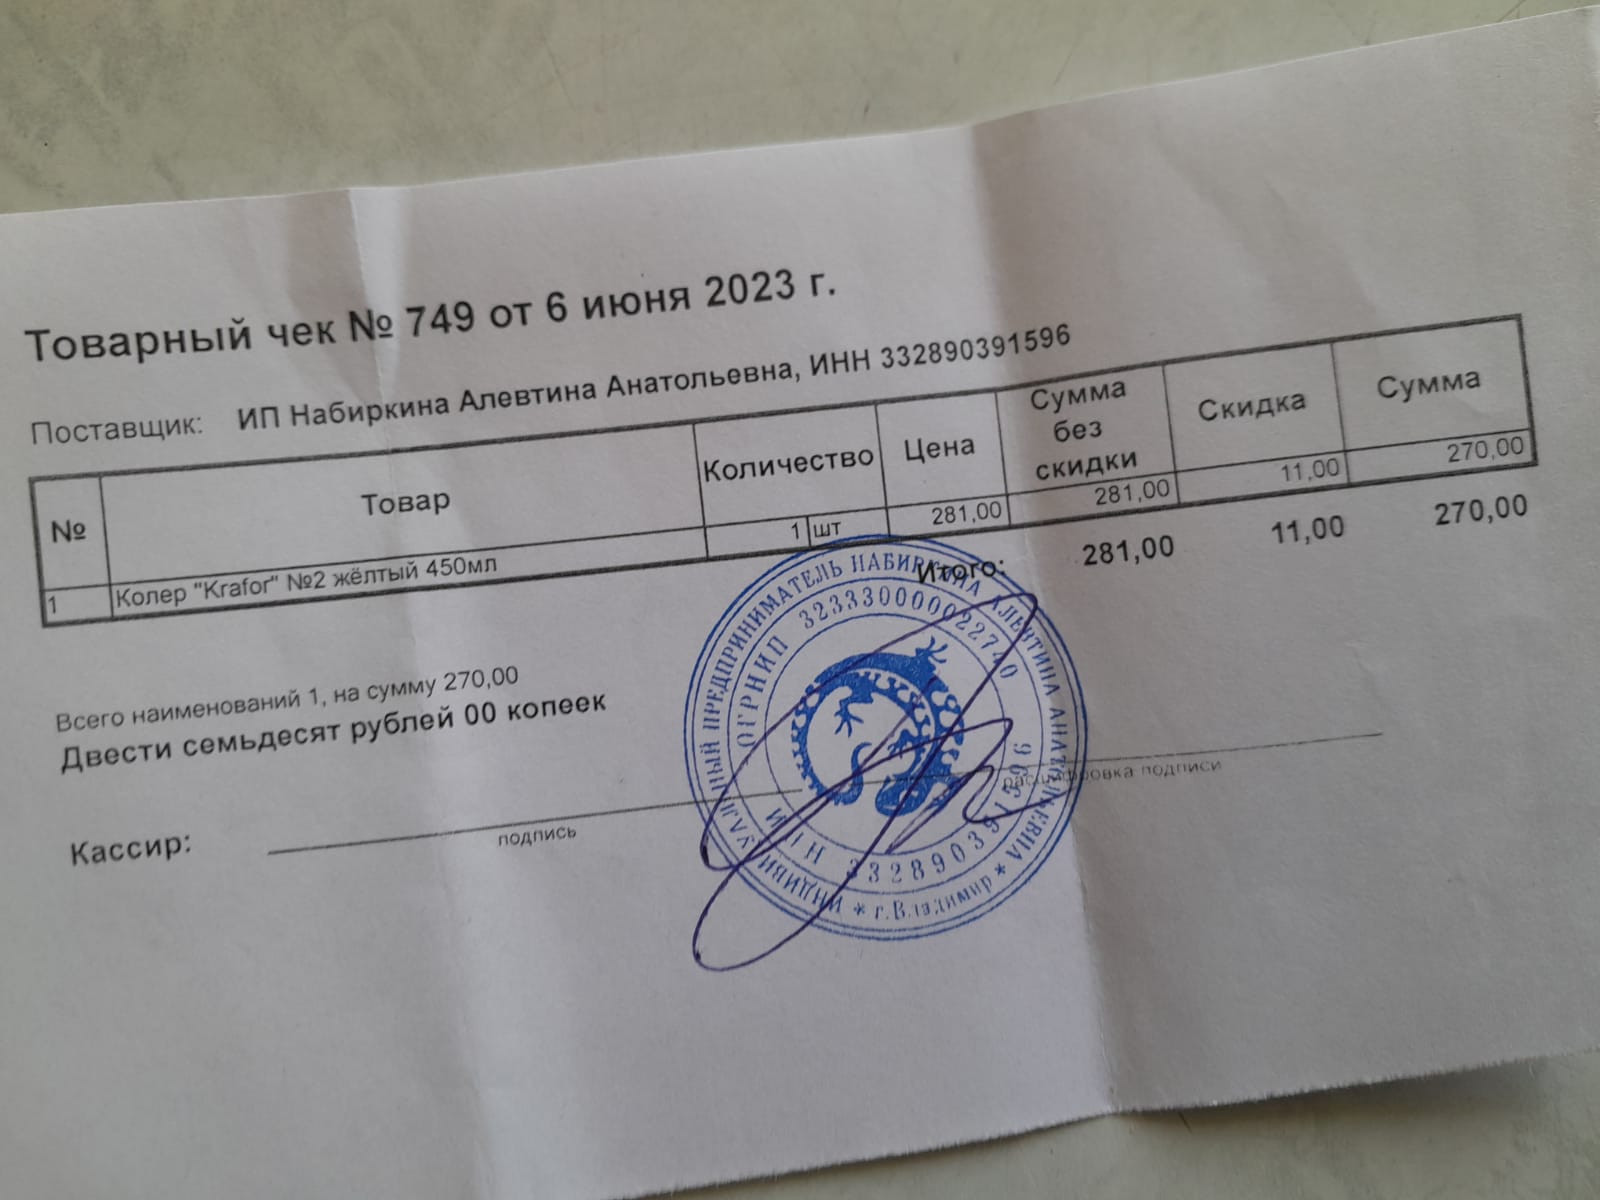 Товарный чек № 749 от 6 июня 2023 г.
Поставщик: ИП Набиркина Алевтина Анатольевна, ИНН 332890391596
№ Товар Количество Цена Сумма без скидки Скидка Сумма
1 Колер "Krafor" №2 жёлтый 450мл 1 шт 281,00 281,00 11,00 270,00
Итого: 281,00 11,00 270,00
Всего наименований 1, на сумму 270,00
Двести семьдесят рублей 00 копеек
Кассир:
подпись
расшифровка подписи
ИНДИВИДУАЛЬНЫЙ ПРЕДПРИНИМАТЕЛЬ НАБИРКИНА АЛЕВТИНА АНАТОЛЬЕВНА
* г.Владимир *
ОГРНИП 323330000022740
ИНН 332890391596